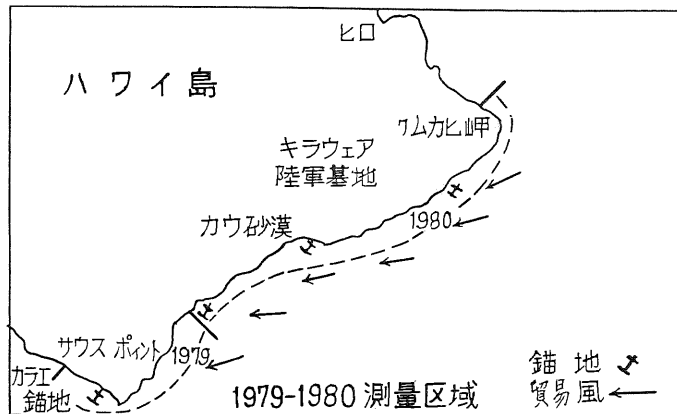 ヒロ
ハワイ島
クムカヒ岬
キラウェア
陸軍基地
1980
カウ砂漠
サウスポイント
1979
カラエ
錨地
1979-1980 測量区域
錨地
貿易風